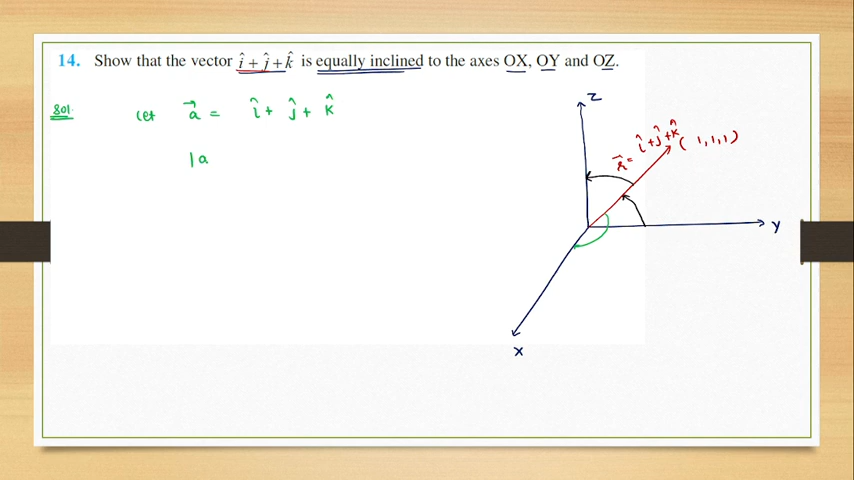 14. Show that the vector î + ĵ + k̂ is equally inclined to the axes OX, OY and OZ.
Sol.
Let a⃗ = î + ĵ + k̂
|a
Z
r⃗ = î + ĵ + k̂
(1, 1, 1)
Y
X